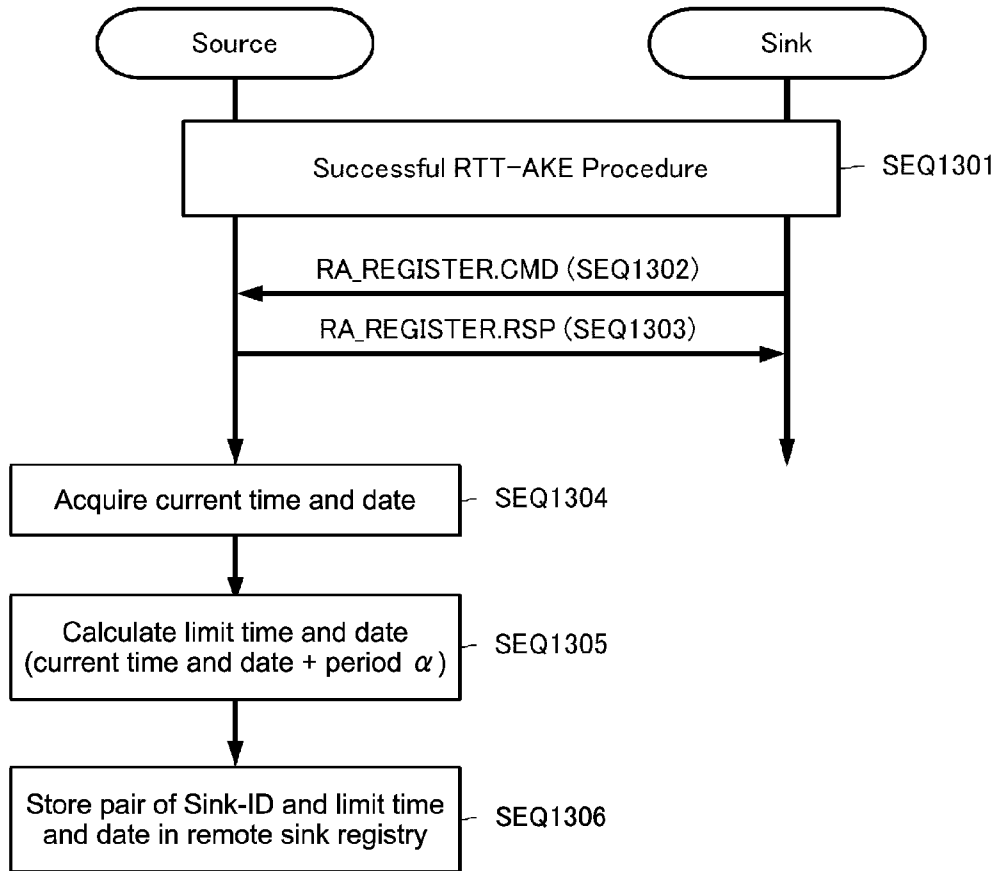 Source
Sink
Successful RTT-AKE Procedure
SEQ1301
RA_REGISTER.CMD (SEQ1302)
RA_REGISTER.RSP (SEQ1303)
Acquire current time and date
SEQ1304
Calculate limit time and date
(current time and date + period α)
SEQ1305
Store pair of Sink-ID and limit time
and date in remote sink registry
SEQ1306